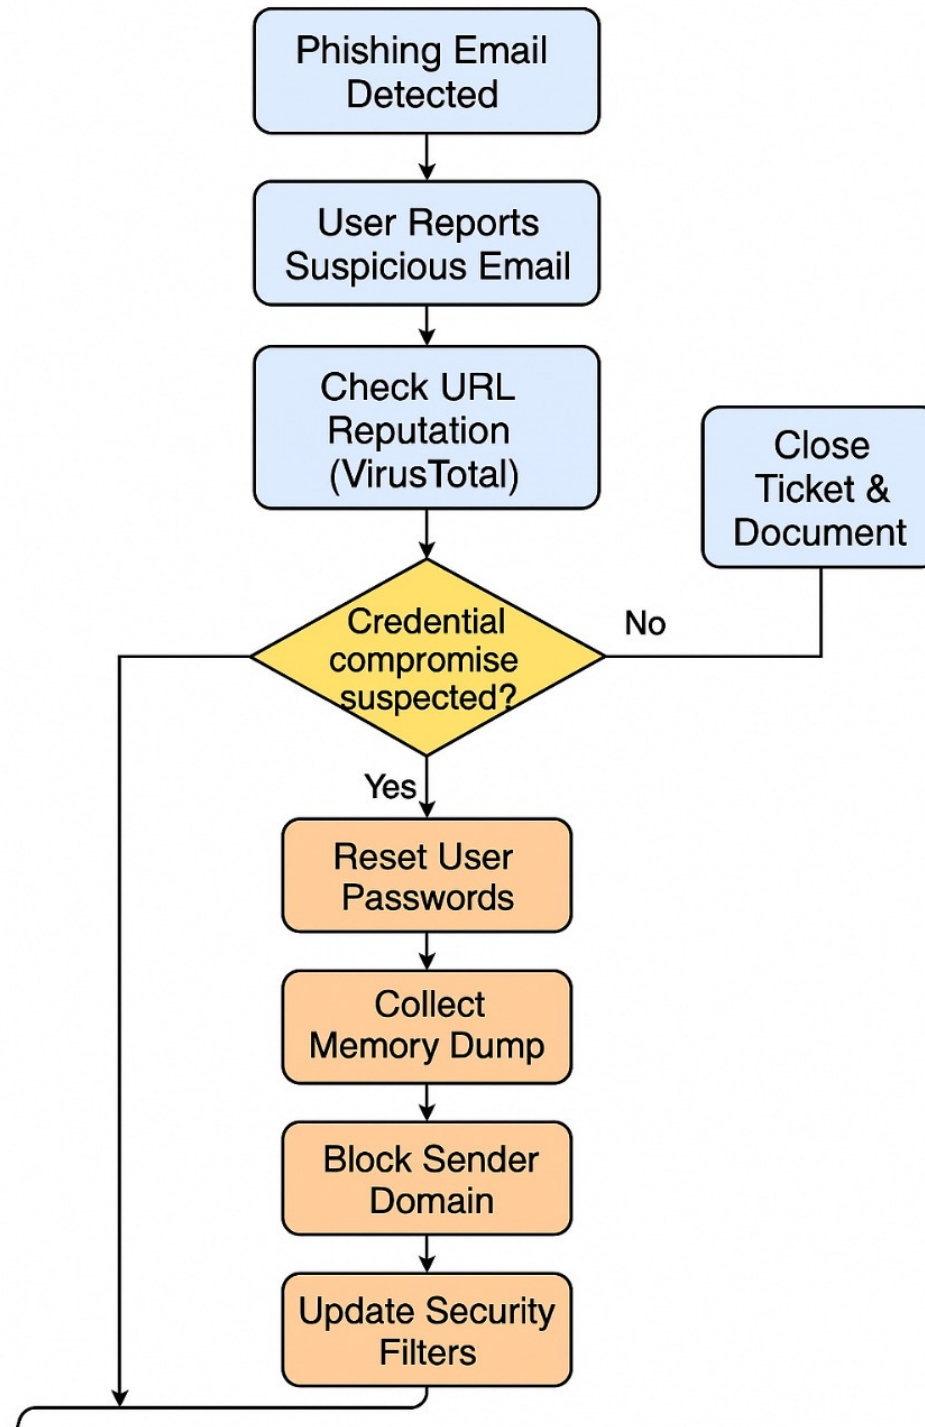 Phishing Email
Detected
User Reports
Suspicious Email
Check URL
Reputation
(VirusTotal)
Close
Ticket &
Document
Credential
compromise
suspected?
No
Yes
Reset User
Passwords
Collect
Memory Dump
Block Sender
Domain
Update Security
Filters